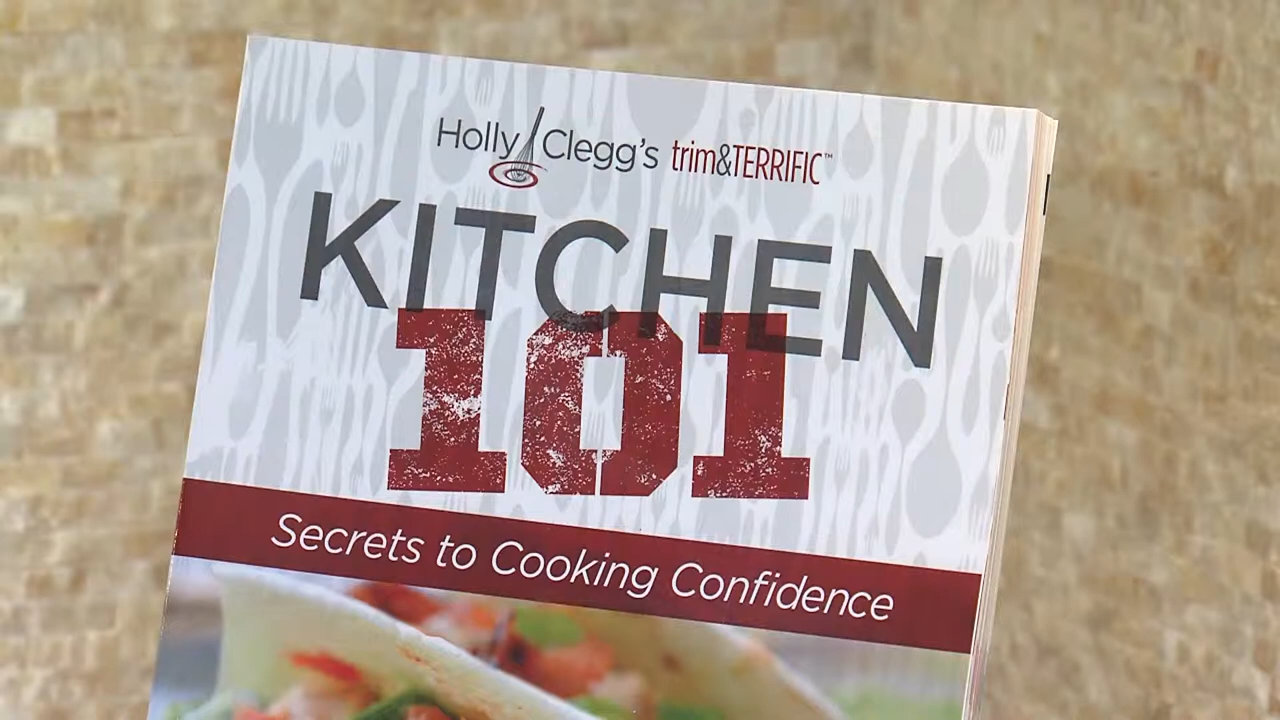 Holly Clegg's trim&TERRIFIC™
KITCHEN
101
Secrets to Cooking Confidence